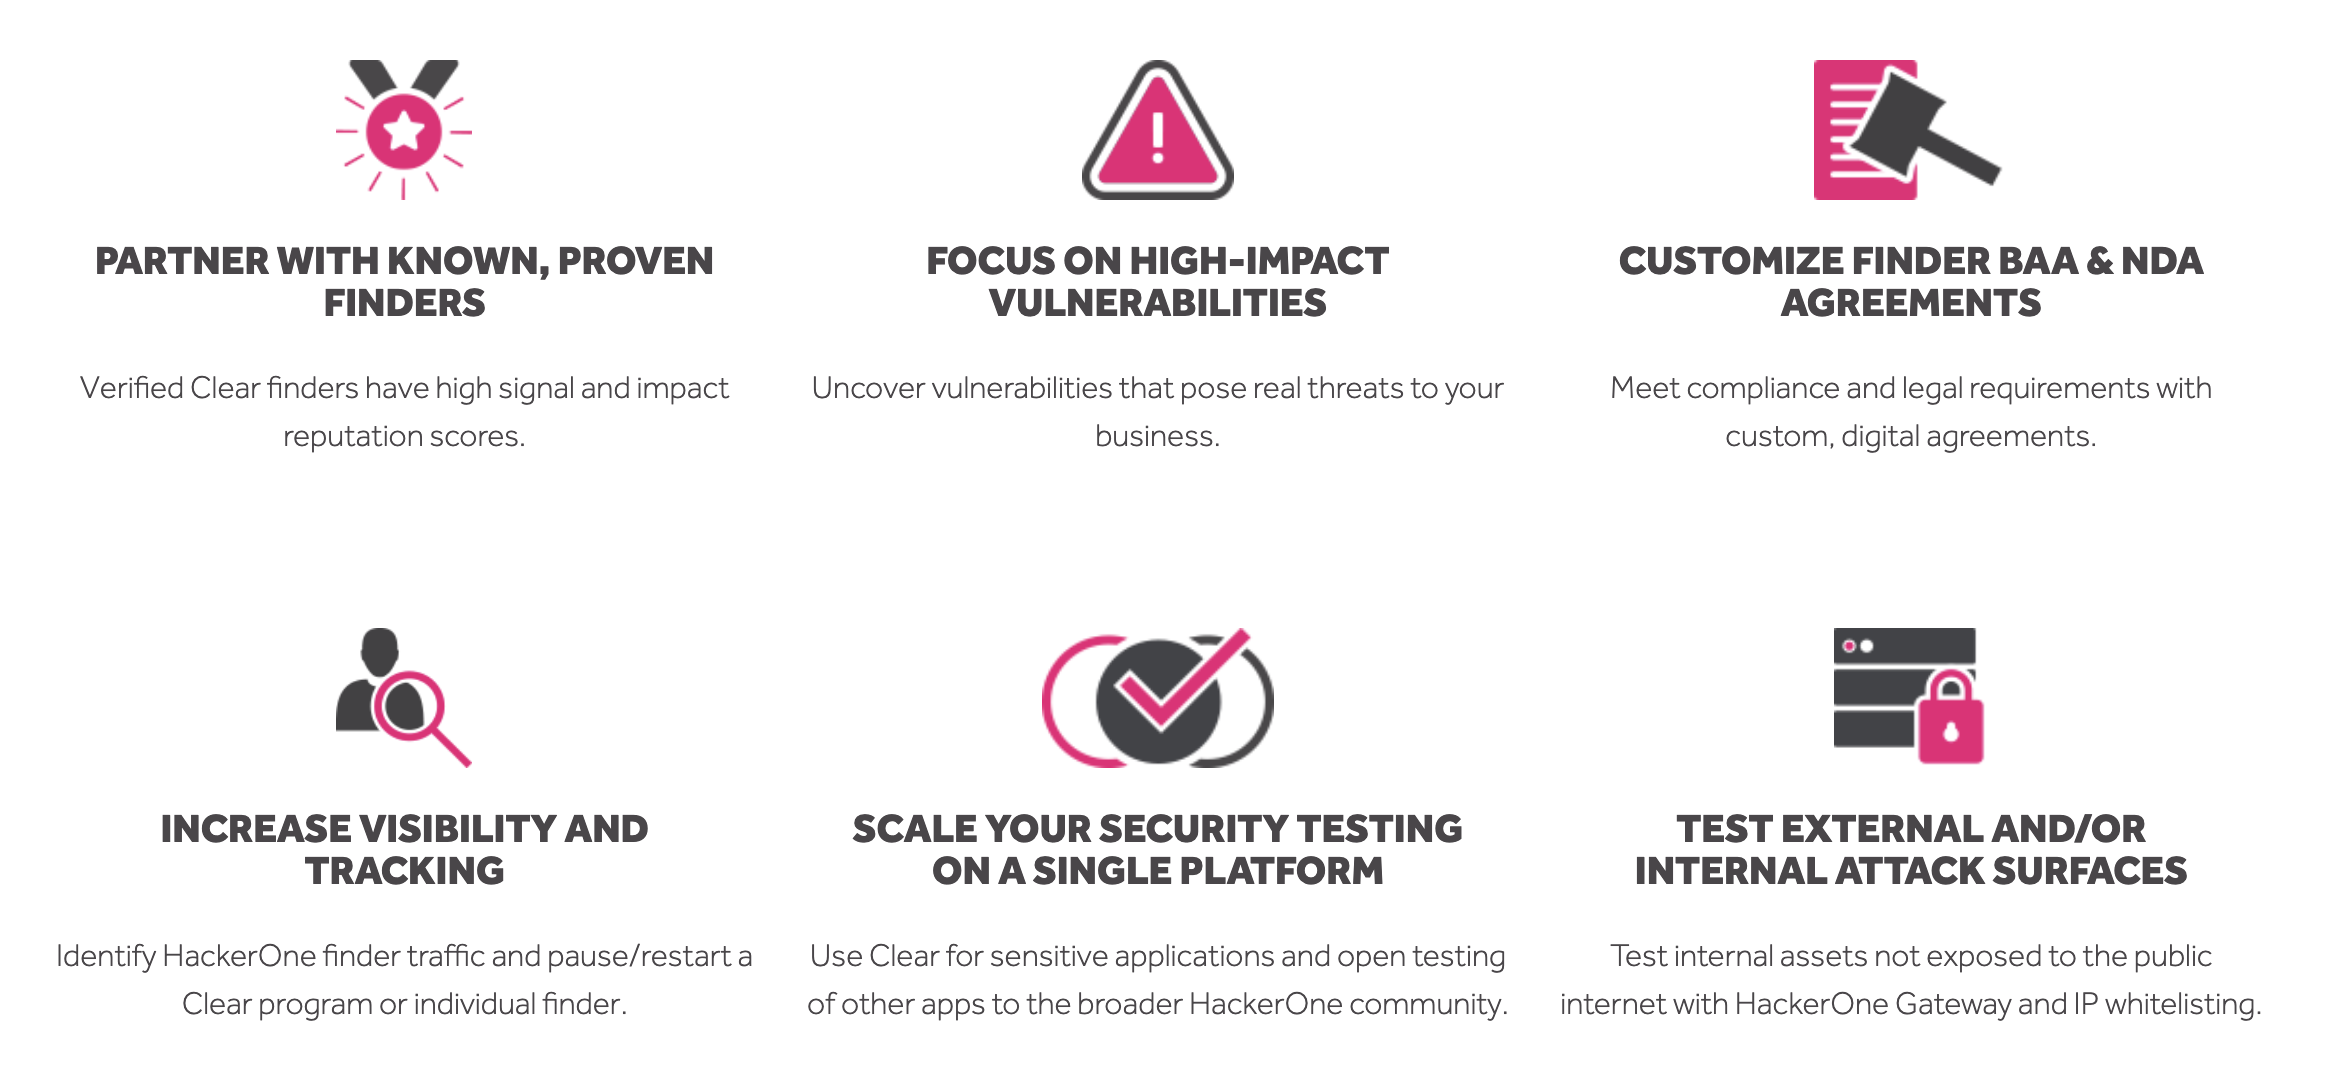 PARTNER WITH KNOWN, PROVEN
FINDERS
Verified Clear finders have high signal and impact
reputation scores.
FOCUS ON HIGH-IMPACT
VULNERABILITIES
Uncover vulnerabilities that pose real threats to your
business.
CUSTOMIZE FINDER BAA & NDA
AGREEMENTS
Meet compliance and legal requirements with
custom, digital agreements.
INCREASE VISIBILITY AND
TRACKING
Identify HackerOne finder traffic and pause/restart a
Clear program or individual finder.
SCALE YOUR SECURITY TESTING
ON A SINGLE PLATFORM
Use Clear for sensitive applications and open testing
of other apps to the broader HackerOne community.
TEST EXTERNAL AND/OR
INTERNAL ATTACK SURFACES
Test internal assets not exposed to the public
internet with HackerOne Gateway and IP whitelisting.